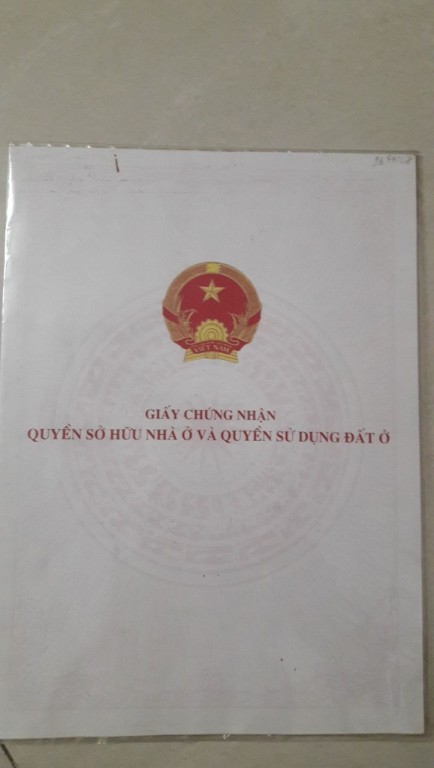 VIỆT NAM
GIẤY CHỨNG NHẬN
QUYỀN SỞ HỮU NHÀ Ở VÀ QUYỀN SỬ DỤNG ĐẤT Ở